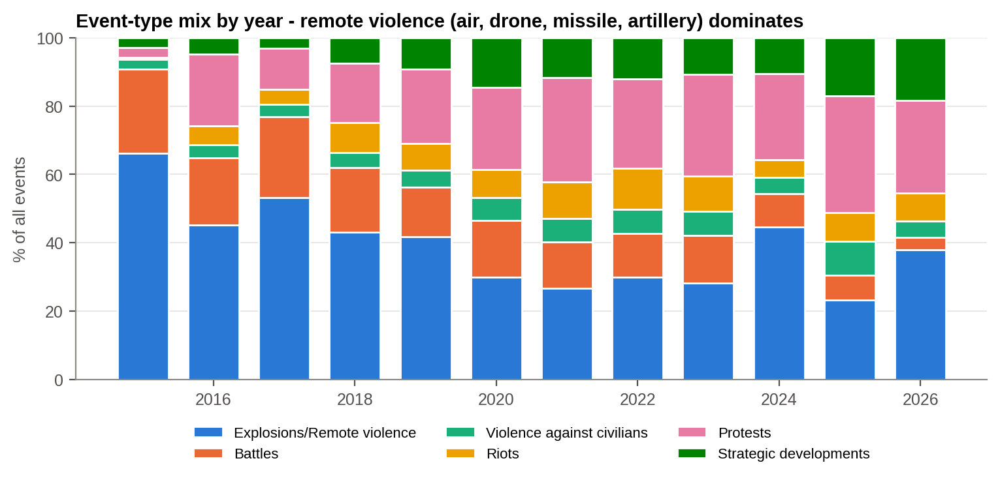 Event-type mix by year - remote violence (air, drone, missile, artillery) dominates
100
80
60
40
20
0
% of all events
2016 2018 2020 2022 2024 2026
Explosions/Remote violence Violence against civilians Protests
Battles Riots Strategic developments